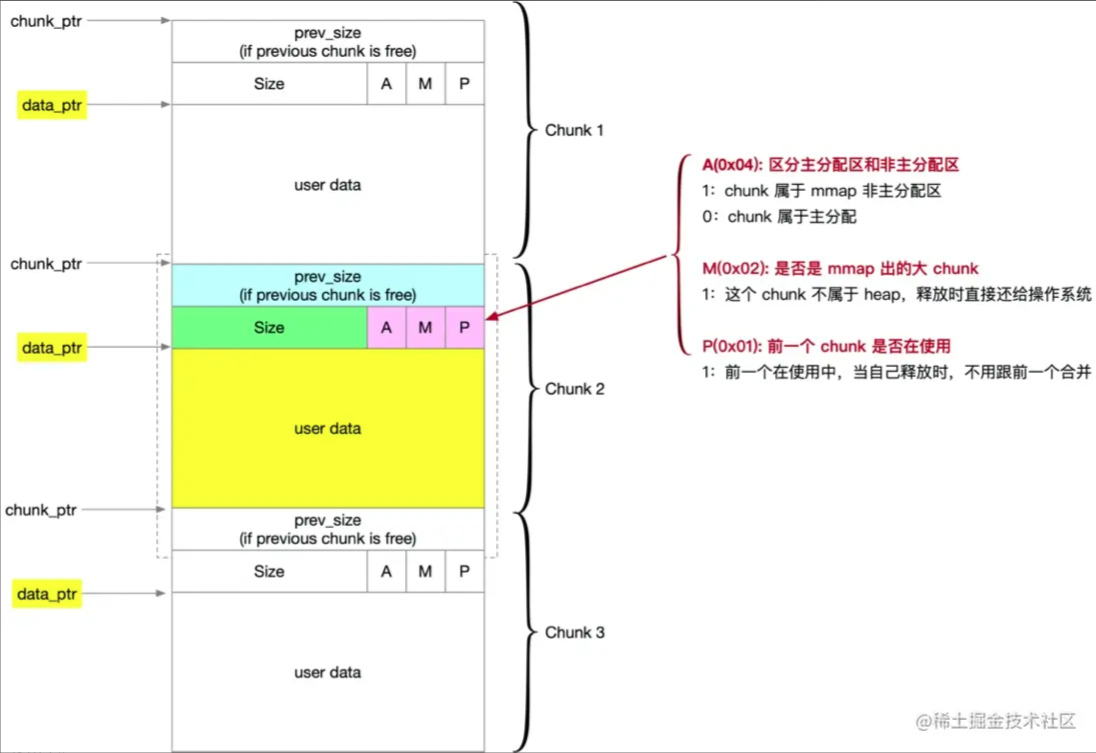 chunk_ptr
prev_size
(if previous chunk is free)
Size A M P
data_ptr
Chunk 1
user data
A(0x04): 区分主分配区和非主分配区
1：chunk 属于 mmap 非主分配区
0：chunk 属于主分配
chunk_ptr
prev_size
(if previous chunk is free)
M(0x02): 是否是 mmap 出的大 chunk
1：这个 chunk 不属于 heap，释放时直接还给操作系统
Size A M P
data_ptr
P(0x01): 前一个 chunk 是否在使用
1：前一个在使用中，当自己释放时，不用跟前一个合并
Chunk 2
user data
chunk_ptr
prev_size
(if previous chunk is free)
Size A M P
data_ptr
Chunk 3
user data
@稀土掘金技术社区